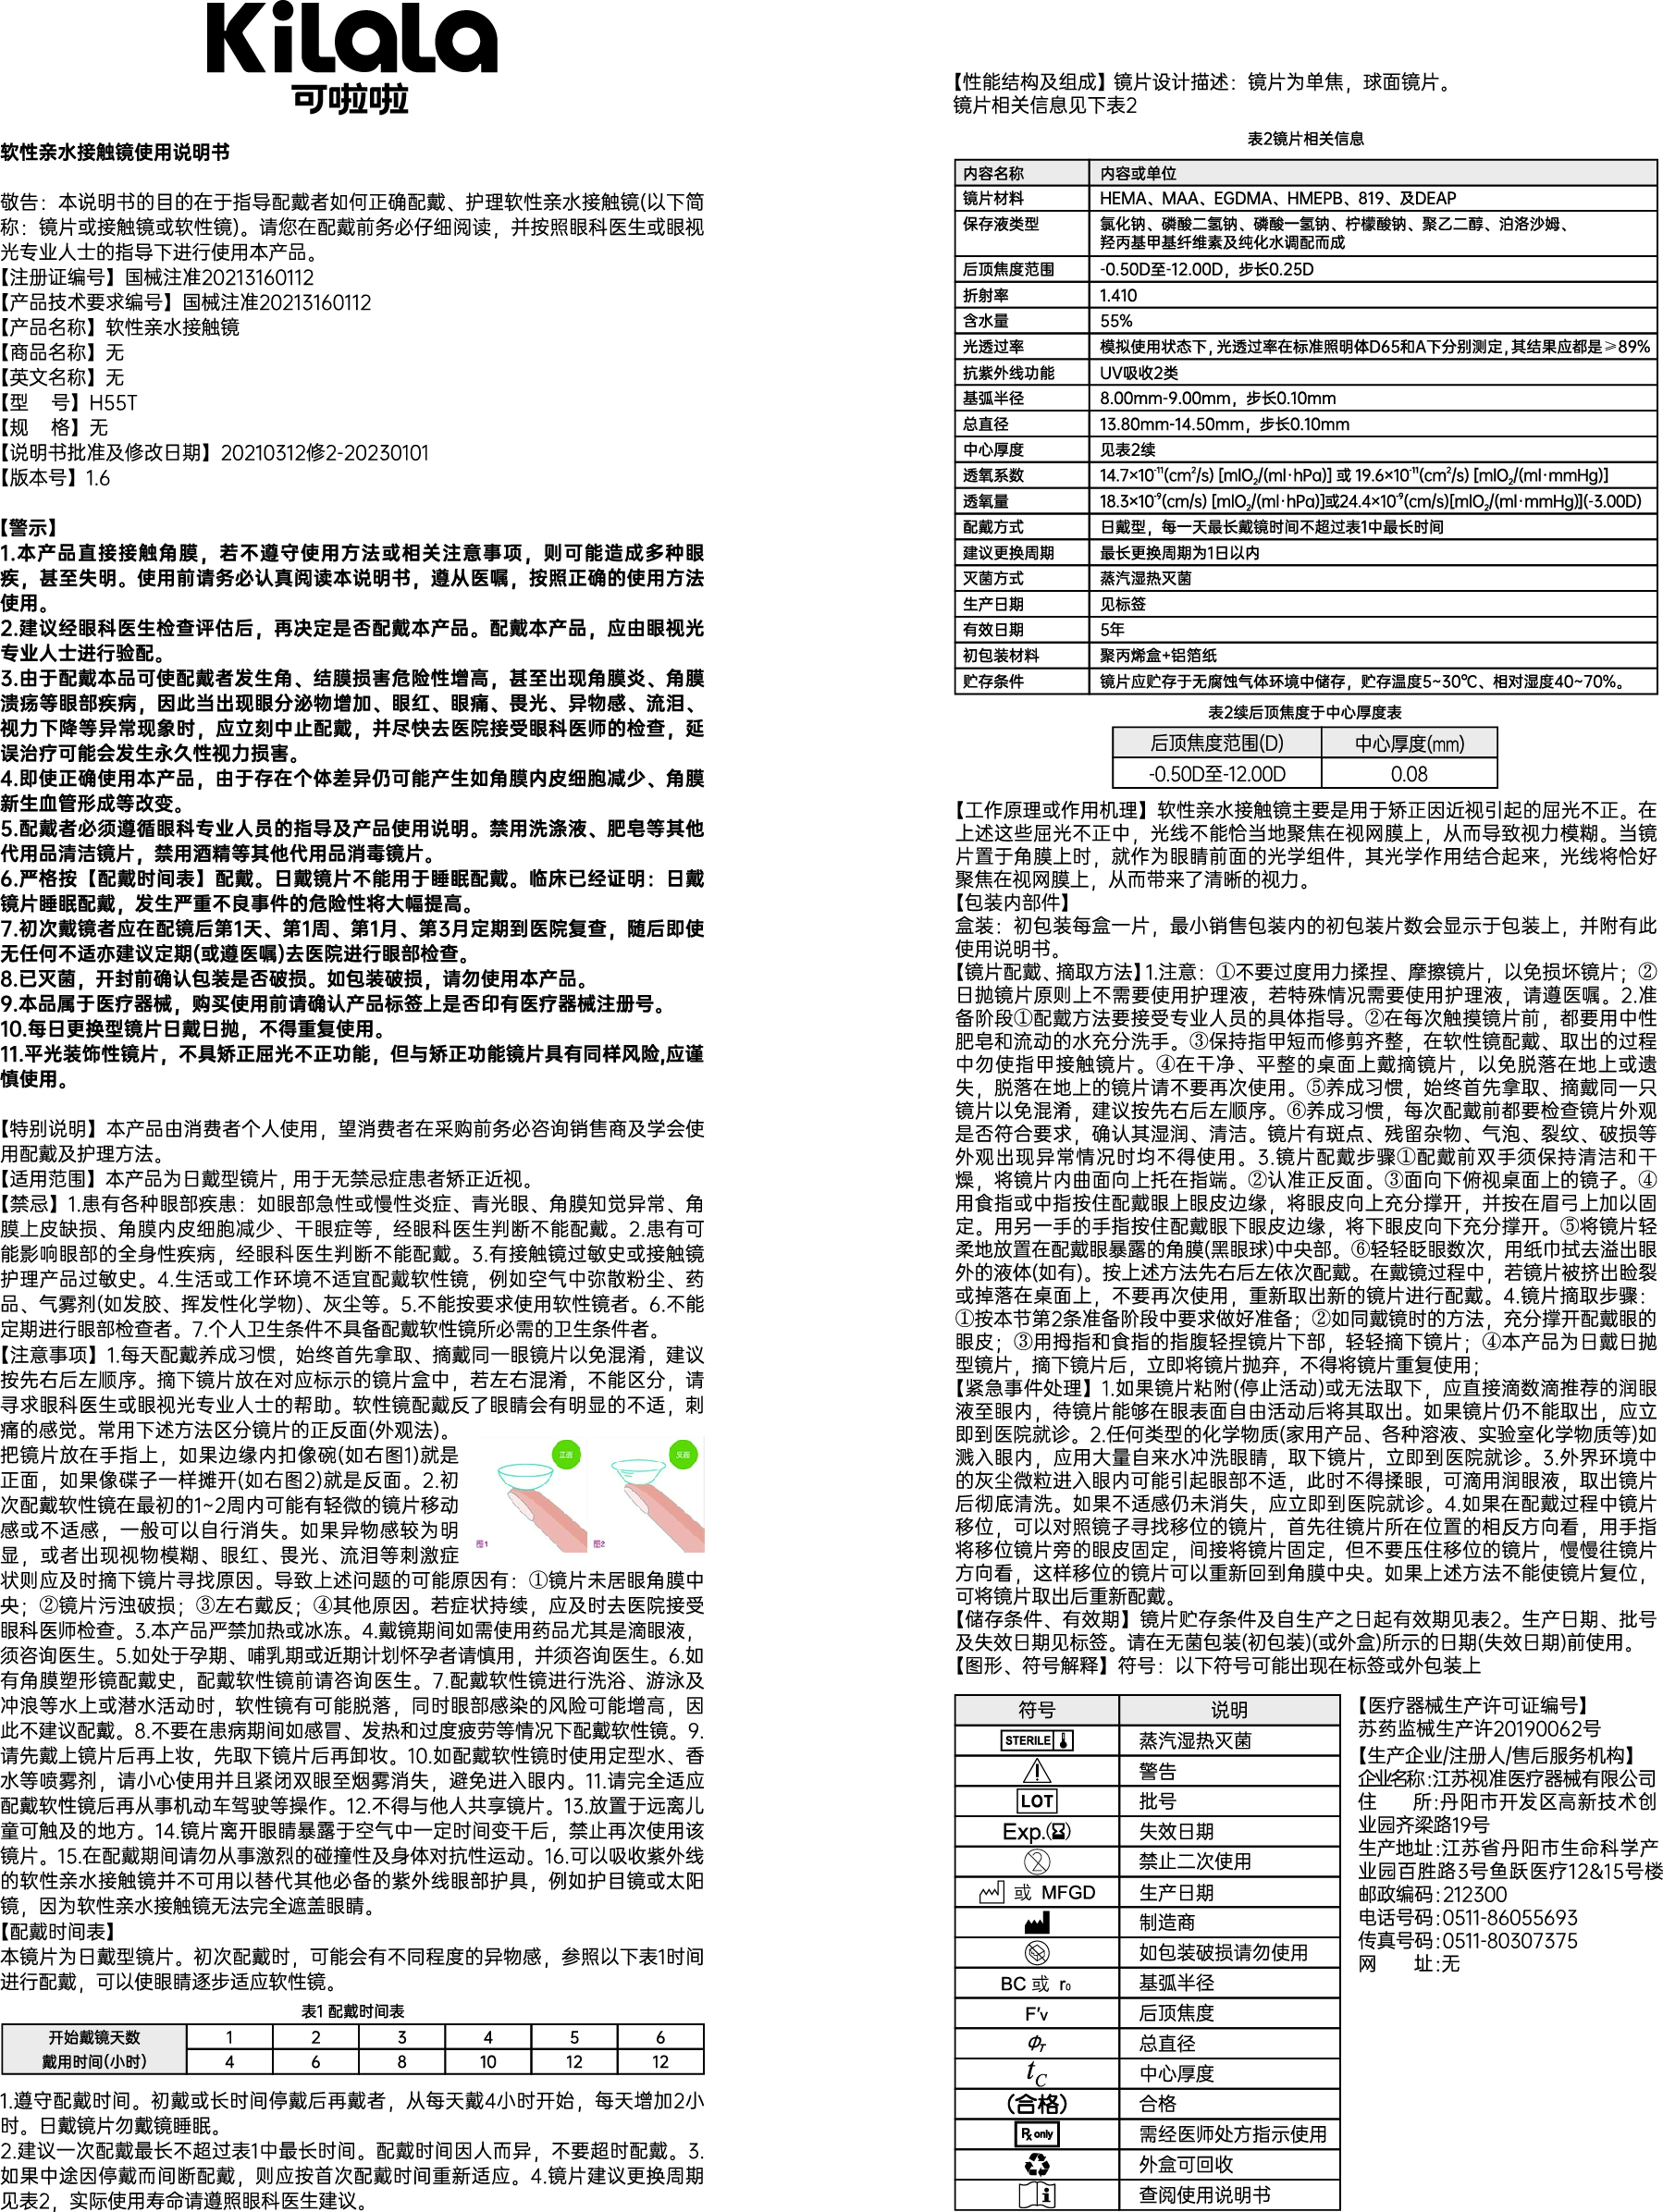 KiLaLa
可啦啦
软性亲水接触镜使用说明书
敬告：本说明书的目的在于指导配戴者如何正确配戴、护理软性亲水接触镜(以下简
称：镜片或接触镜或软性镜)。请您在配戴前务必仔细阅读，并按照眼科医生或眼视
光专业人士的指导下进行使用本产品。
【注册证编号】国械注准20213160112
【产品技术要求编号】国械注准20213160112
【产品名称】软性亲水接触镜
【商品名称】无
【英文名称】无
【型　号】H55T
【规　格】无
【说明书批准及修改日期】20210312修2-20230101
【版本号】1.6
【警示】
1.本产品直接接触角膜，若不遵守使用方法或相关注意事项，则可能造成多种眼
疾，甚至失明。使用前请务必认真阅读本说明书，遵从医嘱，按照正确的使用方法
使用。
2.建议经眼科医生检查评估后，再决定是否配戴本产品。配戴本产品，应由眼视光
专业人士进行验配。
3.由于配戴本品可使配戴者发生角、结膜损害危险性增高，甚至出现角膜炎、角膜
溃疡等眼部疾病，因此当出现眼分泌物增加、眼红、眼痛、畏光、异物感、流泪、
视力下降等异常现象时，应立刻中止配戴，并尽快去医院接受眼科医师的检查，延
误治疗可能会发生永久性视力损害。
4.即使正确使用本产品，由于存在个体差异仍可能产生如角膜内皮细胞减少、角膜
新生血管形成等改变。
5.配戴者必须遵循眼科专业人员的指导及产品使用说明。禁用洗涤液、肥皂等其他
代用品清洁镜片，禁用酒精等其他代用品消毒镜片。
6.严格按【配戴时间表】配戴。日戴镜片不能用于睡眠配戴。临床已经证明：日戴
镜片睡眠配戴，发生严重不良事件的危险性将大幅提高。
7.初次戴镜者应在配镜后第1天、第1周、第1月、第3月定期到医院复查，随后即使
无任何不适亦建议定期(或遵医嘱)去医院进行眼部检查。
8.已灭菌，开封前确认包装是否破损。如包装破损，请勿使用本产品。
9.本品属于医疗器械，购买使用前请确认产品标签上是否印有医疗器械注册号。
10.每日更换型镜片日戴日抛，不得重复使用。
11.平光装饰性镜片，不具矫正屈光不正功能，但与矫正功能镜片具有同样风险,应谨
慎使用。
【特别说明】本产品由消费者个人使用，望消费者在采购前务必咨询销售商及学会使
用配戴及护理方法。
【适用范围】本产品为日戴型镜片，用于无禁忌症患者矫正近视。
【禁忌】1.患有各种眼部疾患：如眼部急性或慢性炎症、青光眼、角膜知觉异常、角
膜上皮缺损、角膜内皮细胞减少、干眼症等，经眼科医生判断不能配戴。2.患有可
能影响眼部的全身性疾病，经眼科医生判断不能配戴。3.有接触镜过敏史或接触镜
护理产品过敏史。4.生活或工作环境不适宜配戴软性镜，例如空气中弥散粉尘、药
品、气雾剂(如发胶、挥发性化学物)、灰尘等。5.不能按要求使用软性镜者。6.不能
定期进行眼部检查者。7.个人卫生条件不具备配戴软性镜所必需的卫生条件者。
【注意事项】1.每天配戴养成习惯，始终首先拿取、摘戴同一眼镜片以免混淆，建议
按先右后左顺序。摘下镜片放在对应标示的镜片盒中，若左右混淆，不能区分，请
寻求眼科医生或眼视光专业人士的帮助。软性镜配戴反了眼睛会有明显的不适，刺
痛的感觉。常用下述方法区分镜片的正反面(外观法)。
把镜片放在手指上，如果边缘内扣像碗(如右图1)就是
正面，如果像碟子一样摊开(如右图2)就是反面。2.初
次配戴软性镜在最初的1~2周内可能有轻微的镜片移动
感或不适感，一般可以自行消失。如果异物感较为明
显，或者出现视物模糊、眼红、畏光、流泪等刺激症
正面
反面
图1
图2
状则应及时摘下镜片寻找原因。导致上述问题的可能原因有：①镜片未居眼角膜中
央；②镜片污浊破损；③左右戴反；④其他原因。若症状持续，应及时去医院接受
眼科医师检查。3.本产品严禁加热或冰冻。4.戴镜期间如需使用药品尤其是滴眼液，
须咨询医生。5.如处于孕期、哺乳期或近期计划怀孕者请慎用，并须咨询医生。6.如
有角膜塑形镜配戴史，配戴软性镜前请咨询医生。7.配戴软性镜进行洗浴、游泳及
冲浪等水上或潜水活动时，软性镜有可能脱落，同时眼部感染的风险可能增高，因
此不建议配戴。8.不要在患病期间如感冒、发热和过度疲劳等情况下配戴软性镜。9.
请先戴上镜片后再上妆，先取下镜片后再卸妆。10.如配戴软性镜时使用定型水、香
水等喷雾剂，请小心使用并且紧闭双眼至烟雾消失，避免进入眼内。11.请完全适应
配戴软性镜后再从事机动车驾驶等操作。12.不得与他人共享镜片。13.放置于远离儿
童可触及的地方。14.镜片离开眼睛暴露于空气中一定时间变干后，禁止再次使用该
镜片。15.在配戴期间请勿从事激烈的碰撞性及身体对抗性运动。16.可以吸收紫外线
的软性亲水接触镜并不可用以替代其他必备的紫外线眼部护具，例如护目镜或太阳
镜，因为软性亲水接触镜无法完全遮盖眼睛。
【配戴时间表】
本镜片为日戴型镜片。初次配戴时，可能会有不同程度的异物感，参照以下表1时间
进行配戴，可以使眼睛逐步适应软性镜。
表1 配戴时间表
开始戴镜天数 1 2 3 4 5 6
戴用时间(小时) 4 6 8 10 12 12
1.遵守配戴时间。初戴或长时间停戴后再戴者，从每天戴4小时开始，每天增加2小
时。日戴镜片勿戴镜睡眠。
2.建议一次配戴最长不超过表1中最长时间。配戴时间因人而异，不要超时配戴。3.
如果中途因停戴而间断配戴，则应按首次配戴时间重新适应。4.镜片建议更换周期
见表2，实际使用寿命请遵照眼科医生建议。
【性能结构及组成】镜片设计描述：镜片为单焦，球面镜片。
镜片相关信息见下表2
表2镜片相关信息
内容名称 内容或单位
镜片材料 HEMA、MAA、EGDMA、HMEPB、819、及DEAP
保存液类型 氯化钠、磷酸二氢钠、磷酸一氢钠、柠檬酸钠、聚乙二醇、泊洛沙姆、
羟丙基甲基纤维素及纯化水调配而成
后顶焦度范围 -0.50D至-12.00D，步长0.25D
折射率 1.410
含水量 55%
光透过率 模拟使用状态下，光透过率在标准照明体D65和A下分别测定，其结果应都是≥89%
抗紫外线功能 UV吸收2类
基弧半径 8.00mm-9.00mm，步长0.10mm
总直径 13.80mm-14.50mm，步长0.10mm
中心厚度 见表2续
透氧系数 14.7×10⁻¹¹(cm²/s) [mlO₂/(ml·hPa)] 或 19.6×10⁻¹¹(cm²/s) [mlO₂/(ml·mmHg)]
透氧量 18.3×10⁻⁹(cm/s) [mlO₂/(ml·hPa)]或24.4×10⁻⁹(cm/s)[mlO₂/(ml·mmHg)](-3.00D)
配戴方式 日戴型，每一天最长戴镜时间不超过表1中最长时间
建议更换周期 最长更换周期为1日以内
灭菌方式 蒸汽湿热灭菌
生产日期 见标签
有效日期 5年
初包装材料 聚丙烯盒+铝箔纸
贮存条件 镜片应贮存于无腐蚀气体环境中储存，贮存温度5~30℃、相对湿度40~70%。
表2续后顶焦度于中心厚度表
后顶焦度范围(D) 中心厚度(mm)
-0.50D至-12.00D 0.08
【工作原理或作用机理】软性亲水接触镜主要是用于矫正因近视引起的屈光不正。在
上述这些屈光不正中，光线不能恰当地聚焦在视网膜上，从而导致视力模糊。当镜
片置于角膜上时，就作为眼睛前面的光学组件，其光学作用结合起来，光线将恰好
聚焦在视网膜上，从而带来了清晰的视力。
【包装内部件】
盒装：初包装每盒一片，最小销售包装内的初包装片数会显示于包装上，并附有此
使用说明书。
【镜片配戴、摘取方法】1.注意：①不要过度用力揉捏、摩擦镜片，以免损坏镜片；②
日抛镜片原则上不需要使用护理液，若特殊情况需要使用护理液，请遵医嘱。2.准
备阶段①配戴方法要接受专业人员的具体指导。②在每次触摸镜片前，都要用中性
肥皂和流动的水充分洗手。③保持指甲短而修剪齐整，在软性镜配戴、取出的过程
中勿使指甲接触镜片。④在干净、平整的桌面上戴摘镜片，以免脱落在地上或遗
失，脱落在地上的镜片请不要再次使用。⑤养成习惯，始终首先拿取、摘戴同一只
镜片以免混淆，建议按先右后左顺序。⑥养成习惯，每次配戴前都要检查镜片外观
是否符合要求，确认其湿润、清洁。镜片有斑点、残留杂物、气泡、裂纹、破损等
外观出现异常情况时均不得使用。3.镜片配戴步骤①配戴前双手须保持清洁和干
燥，将镜片内曲面向上托在指端。②认准正反面。③面向下俯视桌面上的镜子。④
用食指或中指按住配戴眼上眼皮边缘，将眼皮向上充分撑开，并按在眉弓上加以固
定。用另一手的手指按住配戴眼下眼皮边缘，将下眼皮向下充分撑开。⑤将镜片轻
柔地放置在配戴眼暴露的角膜(黑眼球)中央部。⑥轻轻眨眼数次，用纸巾拭去溢出眼
外的液体(如有)。按上述方法先右后左依次配戴。在戴镜过程中，若镜片被挤出睑裂
或掉落在桌面上，不要再次使用，重新取出新的镜片进行配戴。4.镜片摘取步骤：
①按本节第2条准备阶段中要求做好准备；②如同戴镜时的方法，充分撑开配戴眼的
眼皮；③用拇指和食指的指腹轻捏镜片下部，轻轻摘下镜片；④本产品为日戴日抛
型镜片，摘下镜片后，立即将镜片抛弃，不得将镜片重复使用；
【紧急事件处理】1.如果镜片粘附(停止活动)或无法取下，应直接滴数滴推荐的润眼
液至眼内，待镜片能够在眼表面自由活动后将其取出。如果镜片仍不能取出，应立
即到医院就诊。2.任何类型的化学物质(家用产品、各种溶液、实验室化学物质等)如
溅入眼内，应用大量自来水冲洗眼睛，取下镜片，立即到医院就诊。3.外界环境中
的灰尘微粒进入眼内可能引起眼部不适，此时不得揉眼，可滴用润眼液，取出镜片
后彻底清洗。如果不适感仍未消失，应立即到医院就诊。4.如果在配戴过程中镜片
移位，可以对照镜子寻找移位的镜片，首先往镜片所在位置的相反方向看，用手指
将移位镜片旁的眼皮固定，间接将镜片固定，但不要压住移位的镜片，慢慢往镜片
方向看，这样移位的镜片可以重新回到角膜中央。如果上述方法不能使镜片复位，
可将镜片取出后重新配戴。
【储存条件、有效期】镜片贮存条件及自生产之日起有效期见表2。生产日期、批号
及失效日期见标签。请在无菌包装(初包装)(或外盒)所示的日期(失效日期)前使用。
【图形、符号解释】符号：以下符号可能出现在标签或外包装上
符号 说明
STERILE 蒸汽湿热灭菌
警告
LOT 批号
Exp.(⌛) 失效日期
2 禁止二次使用
或 MFGD 生产日期
制造商
如包装破损请勿使用
BC 或 r₀ 基弧半径
F'v 后顶焦度
Φ_T 总直径
t_C 中心厚度
(合格) 合格
℞ only 需经医师处方指示使用
外盒可回收
i 查阅使用说明书
【医疗器械生产许可证编号】
苏药监械生产许20190062号
【生产企业/注册人/售后服务机构】
企业名称:江苏视准医疗器械有限公司
住　　所:丹阳市开发区高新技术创
业园齐梁路19号
生产地址:江苏省丹阳市生命科学产
业园百胜路3号鱼跃医疗12&15号楼
邮政编码:212300
电话号码:0511-86055693
传真号码:0511-80307375
网　　址:无